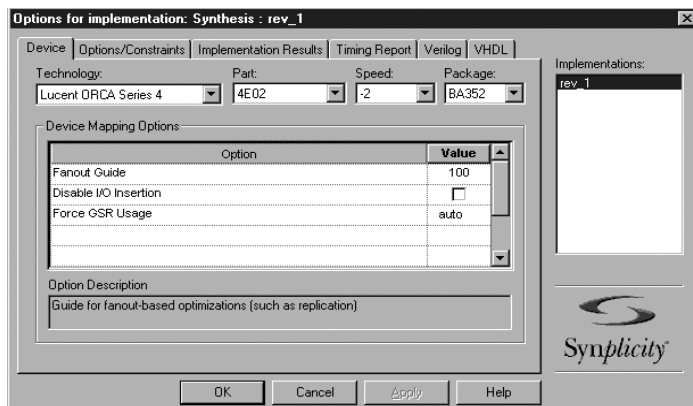 Options for implementation: Synthesis : rev_1
Device Options/Constraints Implementation Results Timing Report Verilog VHDL
Implementations:
Technology: Part: Speed: Package:
rev_1
Lucent ORCA Series 4 4E02 -2 BA352
Device Mapping Options
Option Value
Fanout Guide 100
Disable I/O Insertion
Force GSR Usage auto
Option Description
Guide for fanout-based optimizations (such as replication)
Synplicity
OK Cancel Apply Help